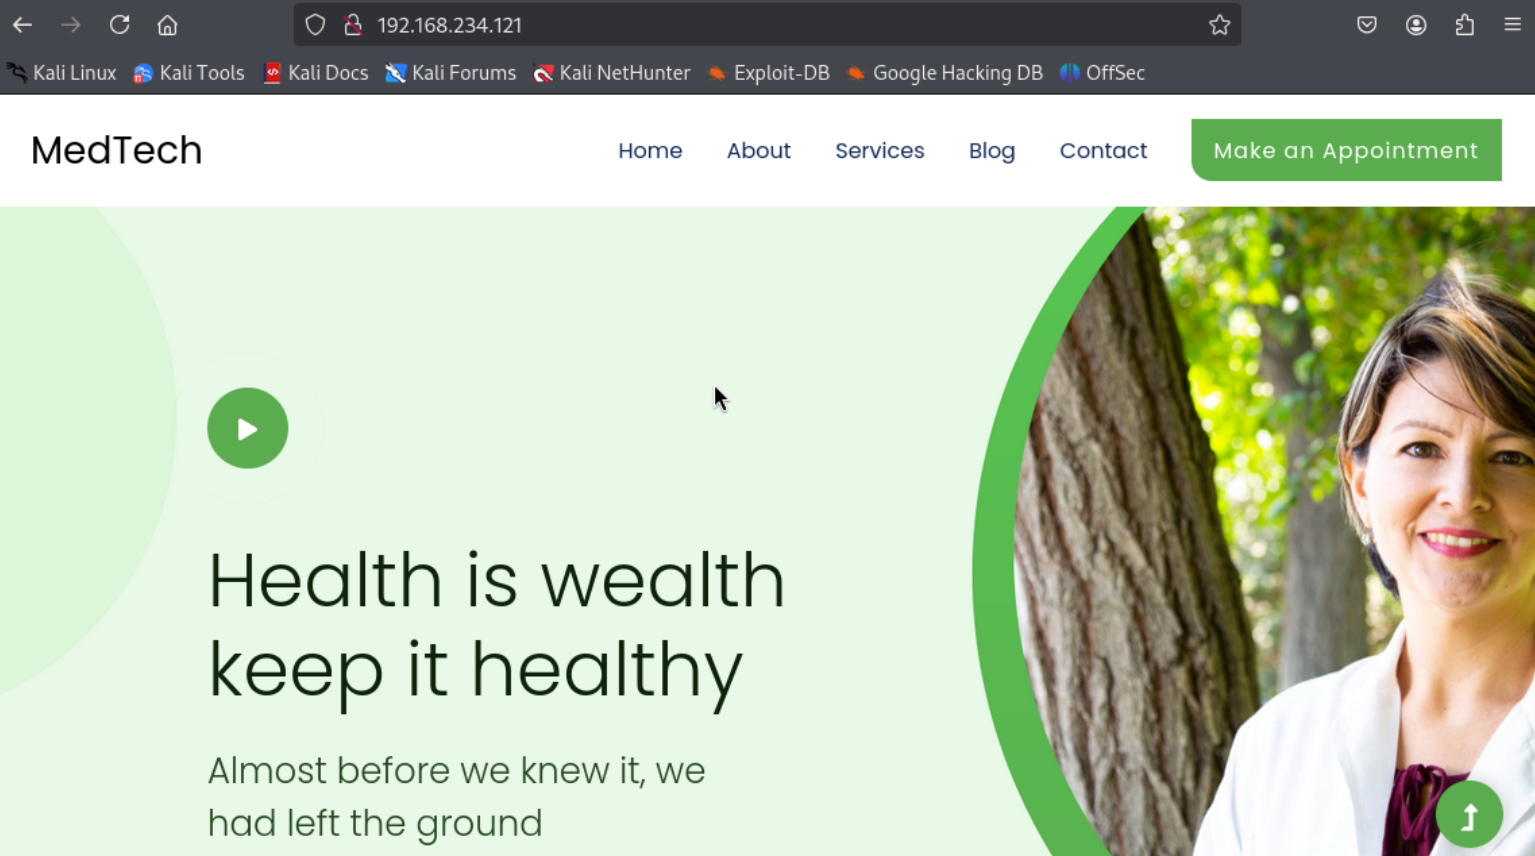 192.168.234.121
Kali Linux Kali Tools Kali Docs Kali Forums Kali NetHunter Exploit-DB Google Hacking DB OffSec
MedTech Home About Services Blog Contact Make an Appointment
Health is wealth
keep it healthy
Almost before we knew it, we
had left the ground